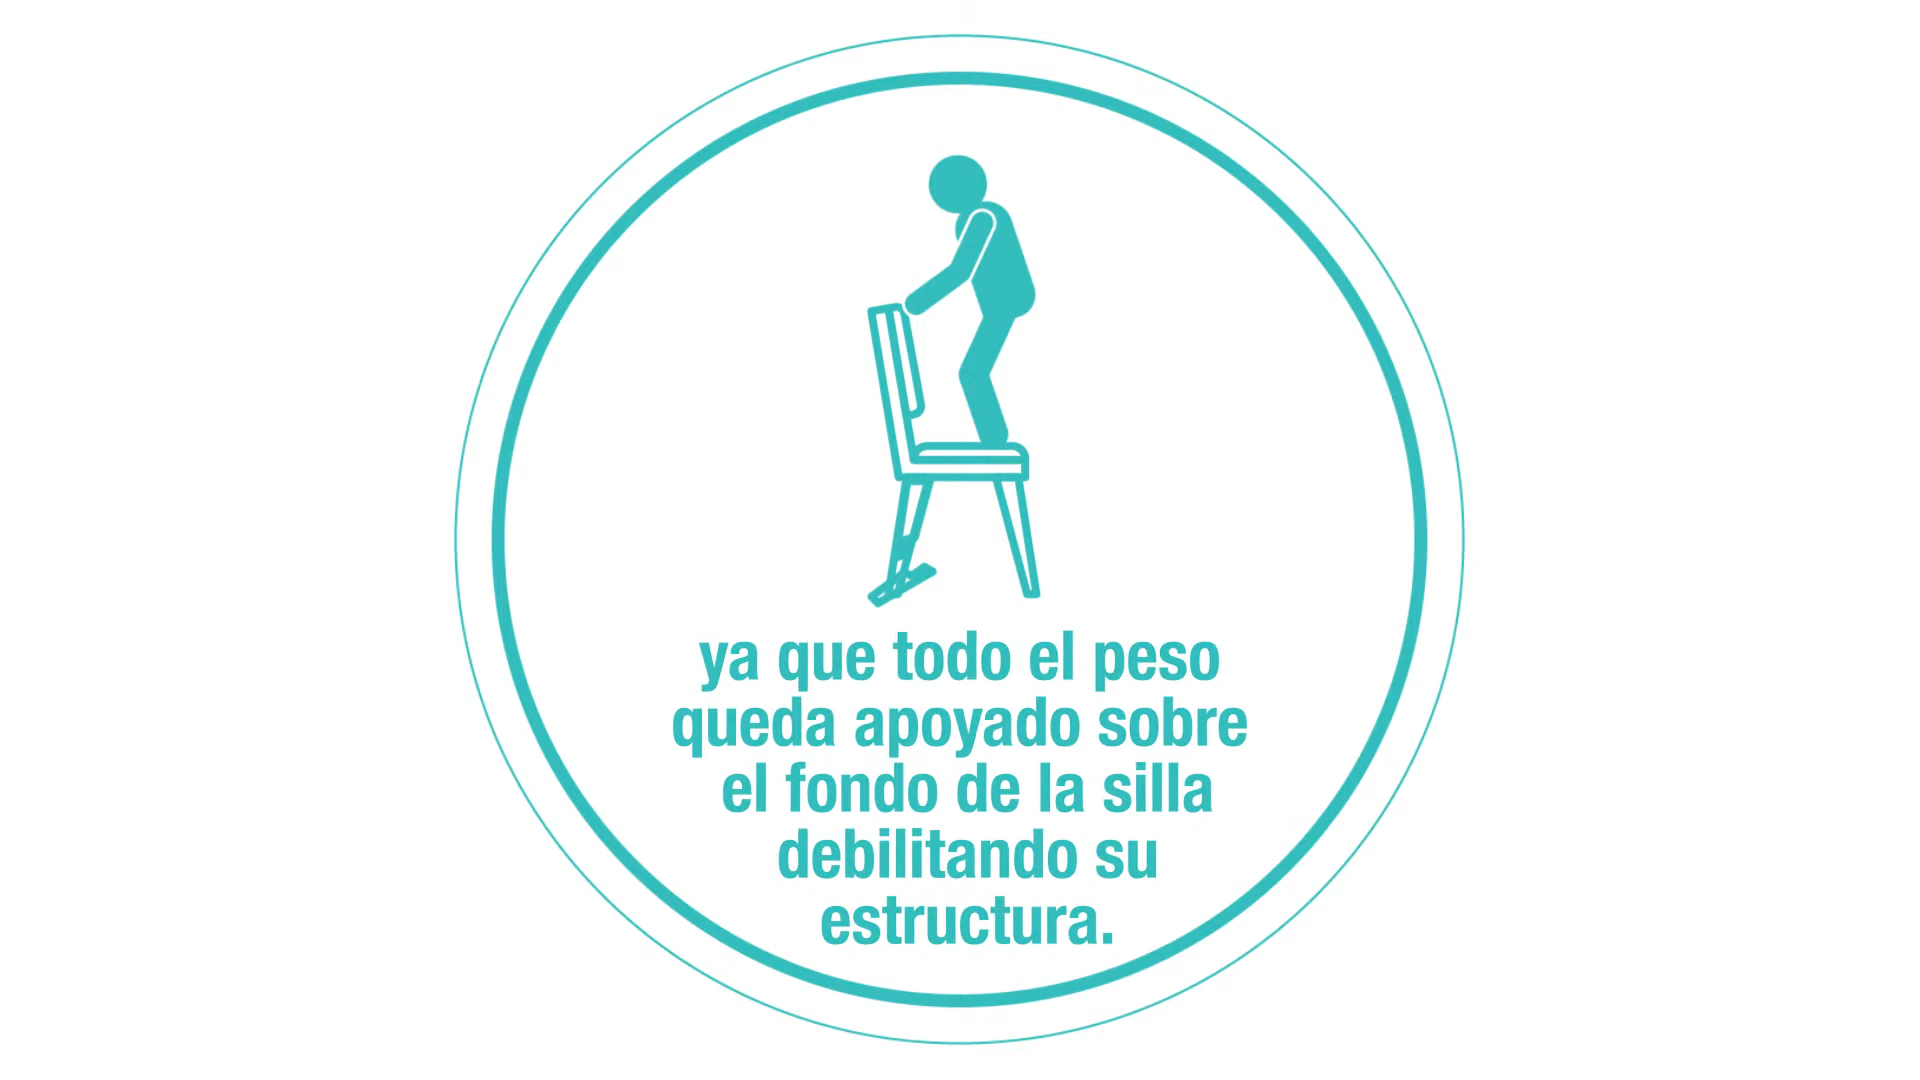 ya que todo el peso
queda apoyado sobre
el fondo de la silla
debilitando su
estructura.